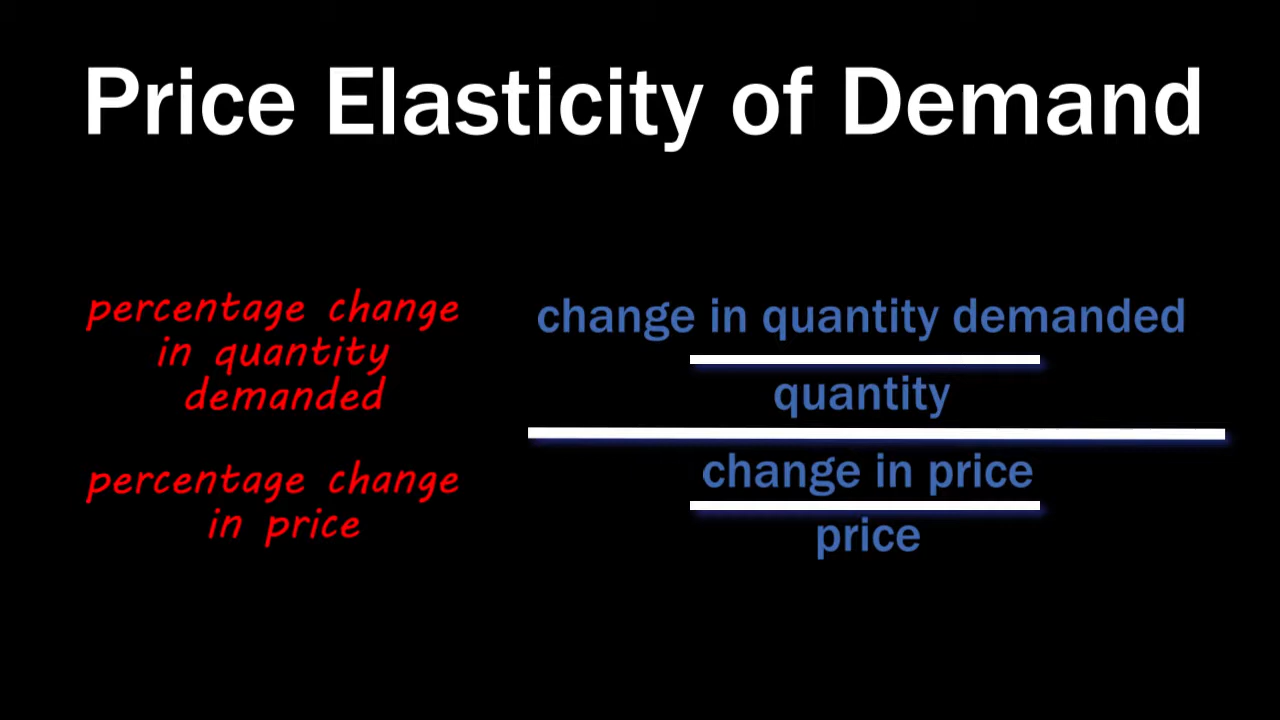 Price Elasticity of Demand
percentage change
in quantity
demanded
percentage change
in price
change in quantity demanded
quantity
change in price
price